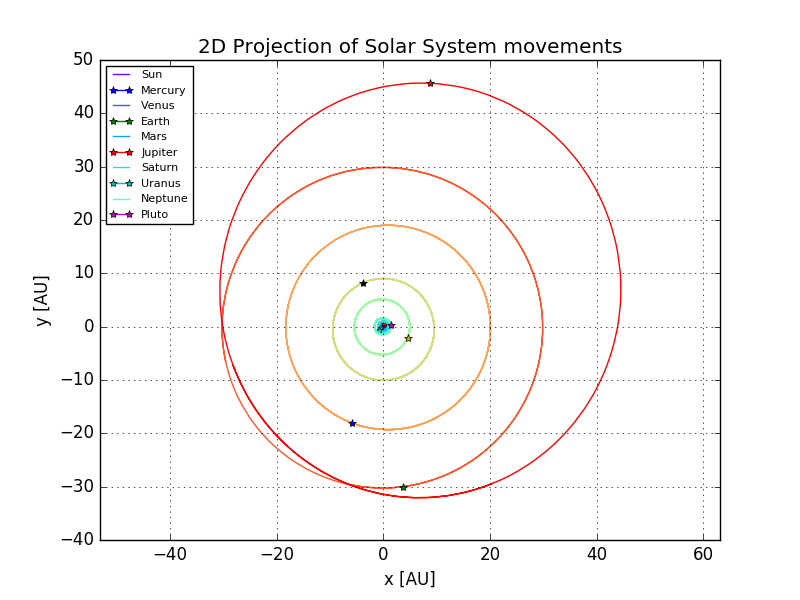 2D Projection of Solar System movements
50
40
30
20
10
0
−10
−20
−30
−40
y [AU]
Sun
Mercury
Venus
Earth
Mars
Jupiter
Saturn
Uranus
Neptune
Pluto
−40 −20 0 20 40 60
x [AU]